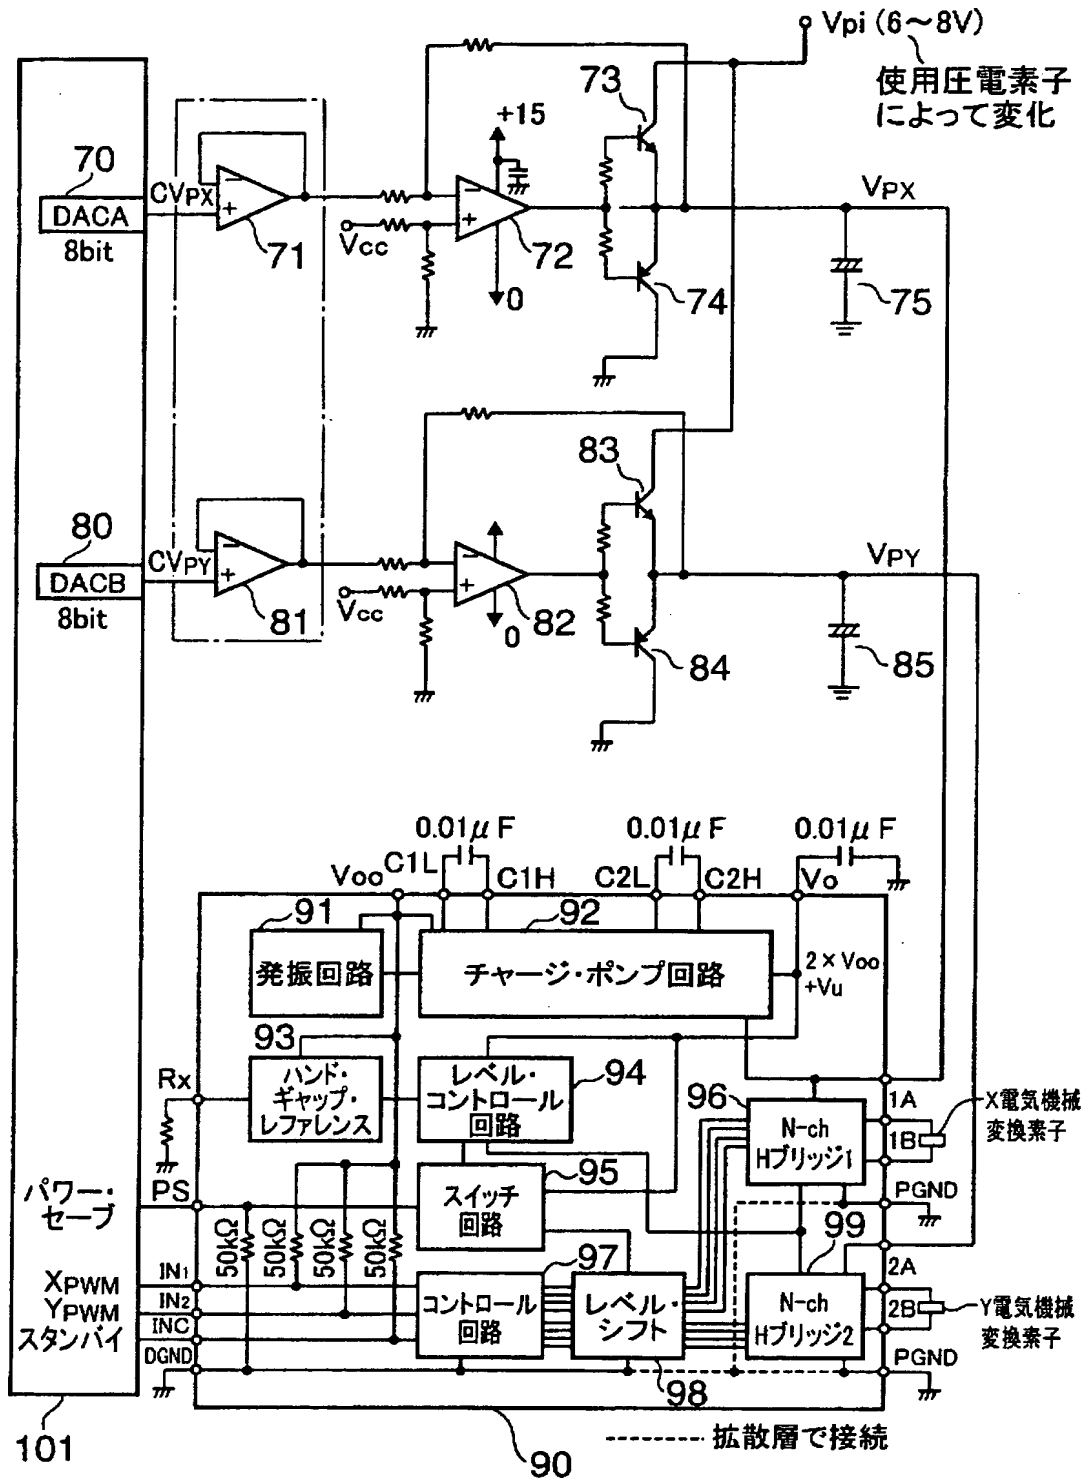 Vpi (6〜8V)
使用圧電素子
によって変化
73
+15
70
CVPX
DACA
8bit
71
Vcc
72
0
74
VPX
75
83
80
CVPY
DACB
8bit
81
Vcc
82
0
84
VPY
85
0.01μF
0.01μF
0.01μF
Voo
C1L
C1H
C2L
C2H
Vo
91
発振回路
92
チャージ・ポンプ回路
2×Voo
+Vu
93
ハンド・
ギャップ・
レファレンス
レベル・
コントロール
回路
94
96
Rx
N-ch
Hブリッジ1
1A
1B
X電気機械
変換素子
パワー・
セーブ
PS
スイッチ
回路
95
PGND
50kΩ
50kΩ
50kΩ
50kΩ
99
2A
XPWM
IN1
YPWM
IN2
スタンバイ
INC
DGND
コントロール
回路
97
レベル・
シフト
98
N-ch
Hブリッジ2
2B
Y電気機械
変換素子
PGND
101
90
拡散層で接続